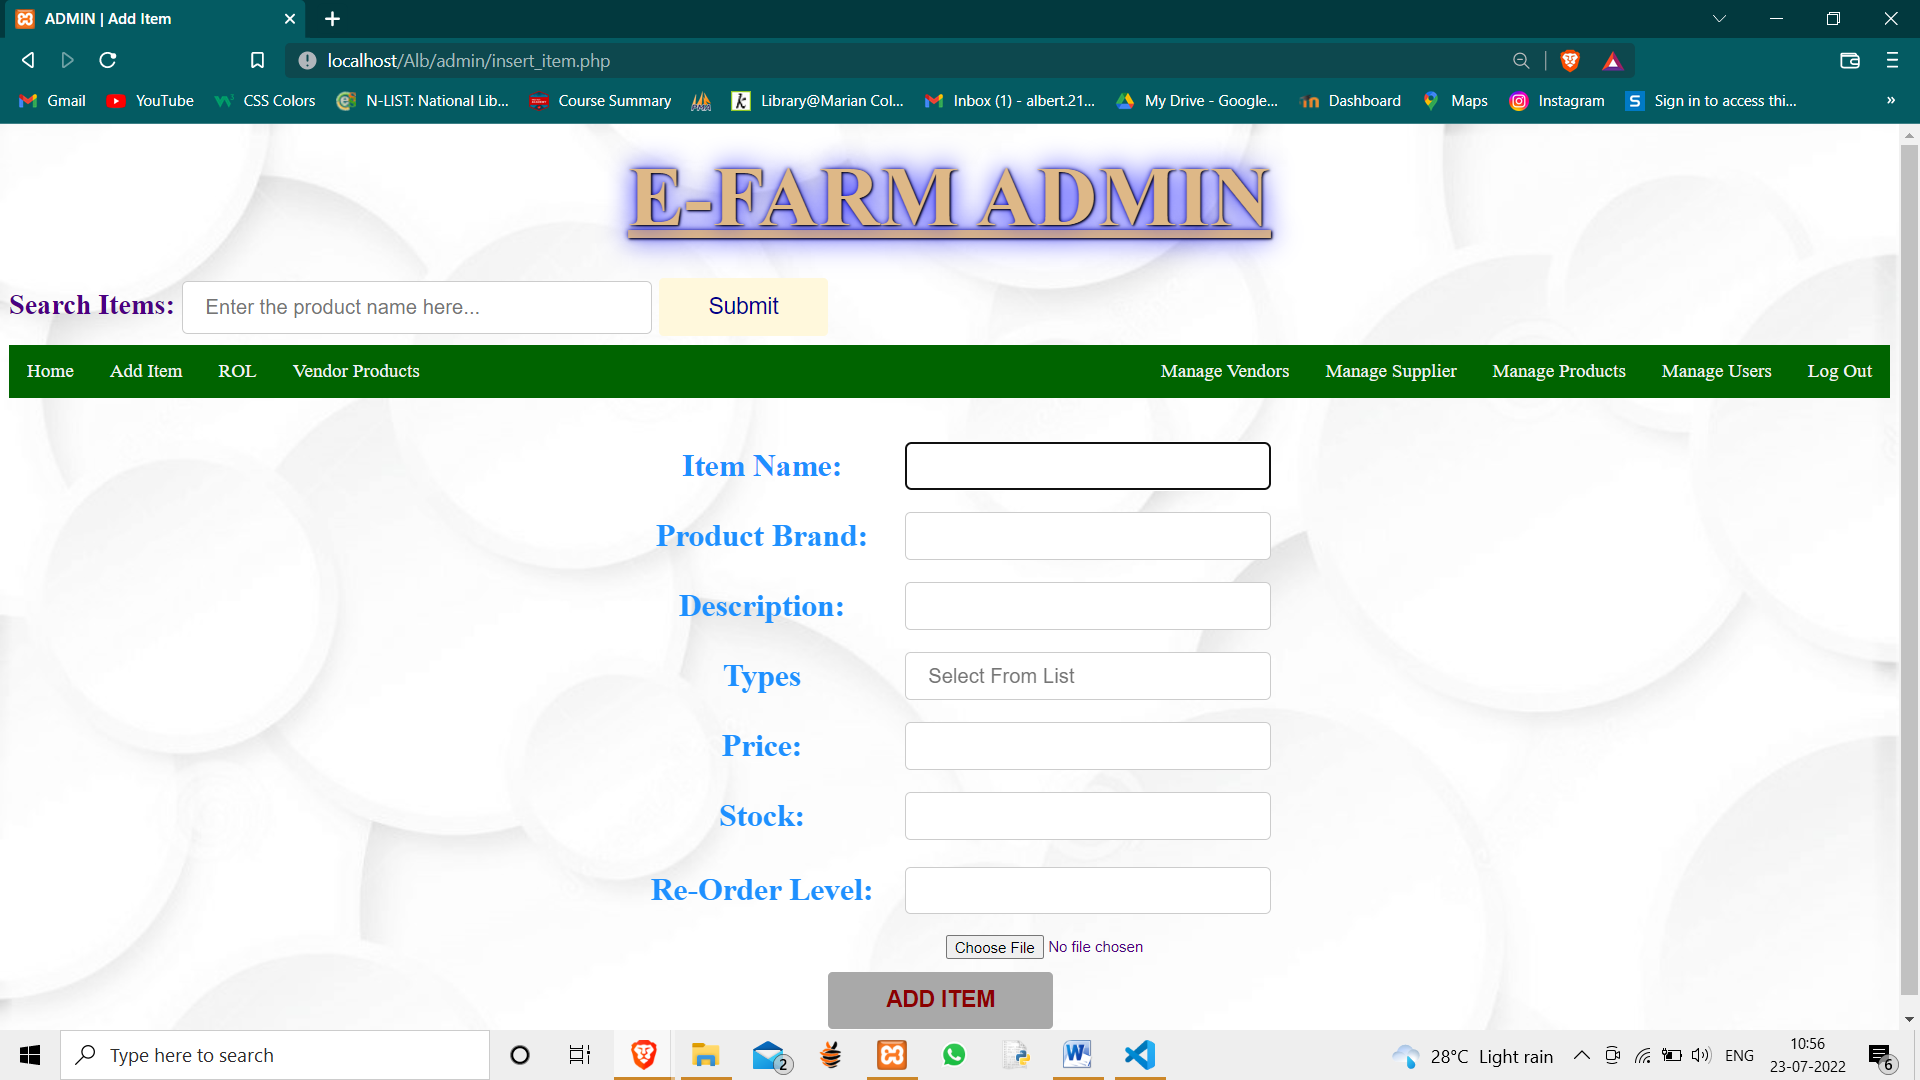 ADMIN | Add Item
localhost/Alb/admin/insert_item.php
Gmail YouTube CSS Colors N-LIST: National Lib... Course Summary Library@Marian Col... Inbox (1) - albert.21... My Drive - Google... Dashboard Maps Instagram Sign in to access thi... »
E-FARM ADMIN
Search Items: Enter the product name here... Submit
Home Add Item ROL Vendor Products Manage Vendors Manage Supplier Manage Products Manage Users Log Out
Item Name:
Product Brand:
Description:
Types Select From List
Price:
Stock:
Re-Order Level:
Choose File No file chosen
ADD ITEM
Type here to search 2 28°C Light rain ENG 10:56
23-07-2022 6